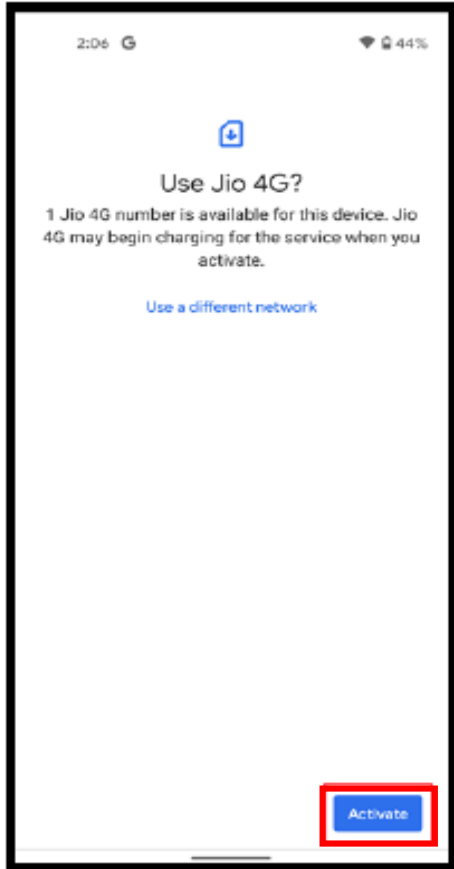 2:06 G 44%
Use Jio 4G?
1 Jio 4G number is available for this device. Jio
4G may begin charging for the service when you
activate.
Use a different network
Activate